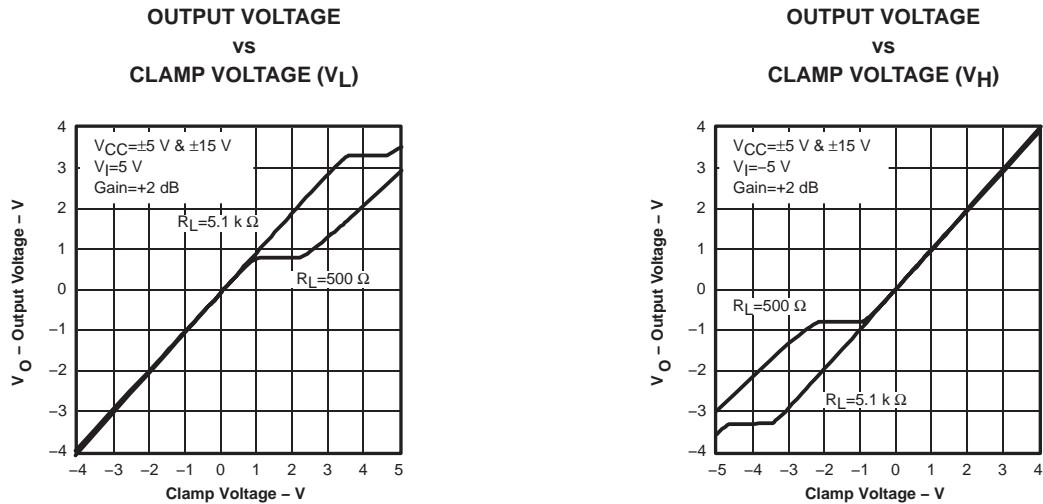 OUTPUT VOLTAGE
vs
CLAMP VOLTAGE (VL)
VCC=±5 V & ±15 V
VI=5 V
Gain=+2 dB
RL=5.1 k Ω
RL=500 Ω
VO – Output Voltage – V
4
3
2
1
0
–1
–2
–3
–4
–4 –3 –2 –1 0 1 2 3 4 5
Clamp Voltage – V
OUTPUT VOLTAGE
vs
CLAMP VOLTAGE (VH)
VCC=±5 V & ±15 V
VI=–5 V
Gain=+2 dB
RL=500 Ω
RL=5.1 k Ω
VO – Output Voltage – V
4
3
2
1
0
–1
–2
–3
–4
–5 –4 –3 –2 –1 0 1 2 3 4
Clamp Voltage – V